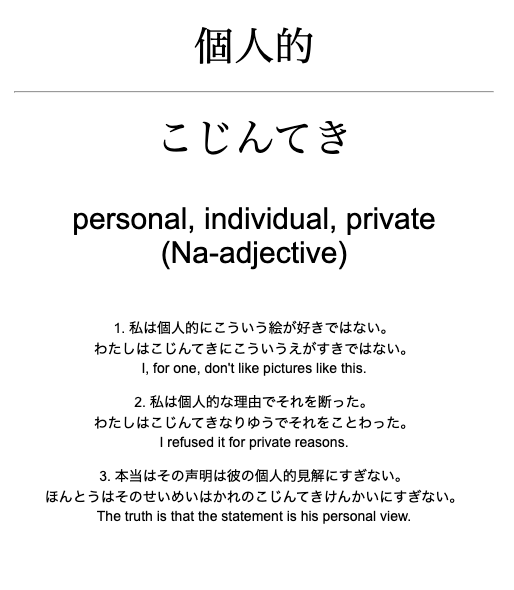 個人的
こじんてき
personal, individual, private
(Na-adjective)
1. 私は個人的にこういう絵が好きではない。
わたしはこじんてきにこういうえがすきではない。
I, for one, don't like pictures like this.
2. 私は個人的な理由でそれを断った。
わたしはこじんてきなりゆうでそれをことわった。
I refused it for private reasons.
3. 本当はその声明は彼の個人的見解にすぎない。
ほんとうはそのせいめいはかれのこじんてきけんかいにすぎない。
The truth is that the statement is his personal view.